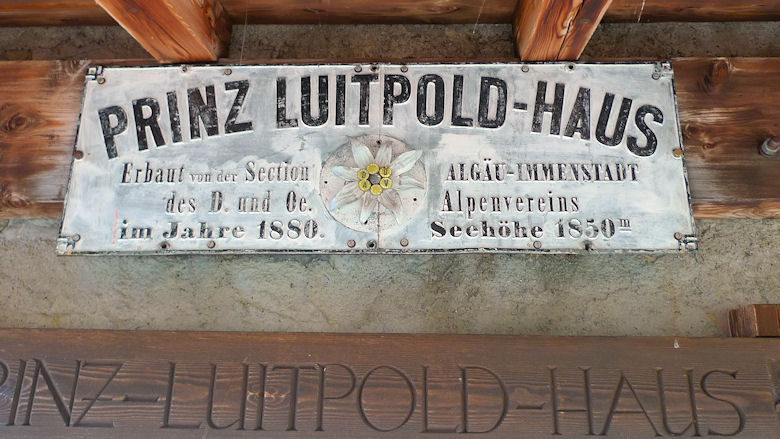 PRINZ LUITPOLD-HAUS
Erbaut von der Section ALGÄU-IMMENSTADT
des D. und Oe. Alpenvereins
im Jahre 1880. Seehöhe 1850 m
PRINZ-LUITPOLD-HAUS